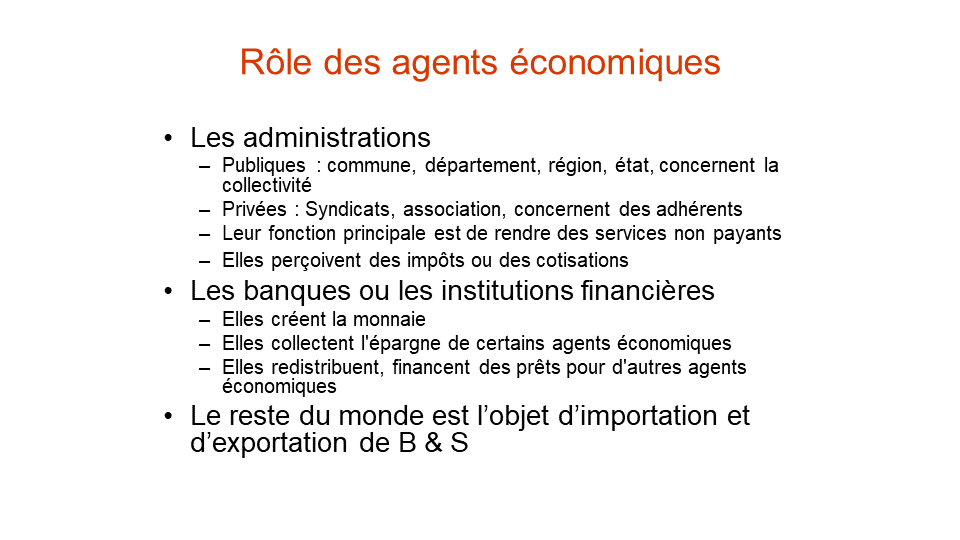 Rôle des agents économiques
• Les administrations
– Publiques : commune, département, région, état, concernent la
collectivité
– Privées : Syndicats, association, concernent des adhérents
– Leur fonction principale est de rendre des services non payants
– Elles perçoivent des impôts ou des cotisations
• Les banques ou les institutions financières
– Elles créent la monnaie
– Elles collectent l'épargne de certains agents économiques
– Elles redistribuent, financent des prêts pour d'autres agents
économiques
• Le reste du monde est l’objet d’importation et
d’exportation de B & S